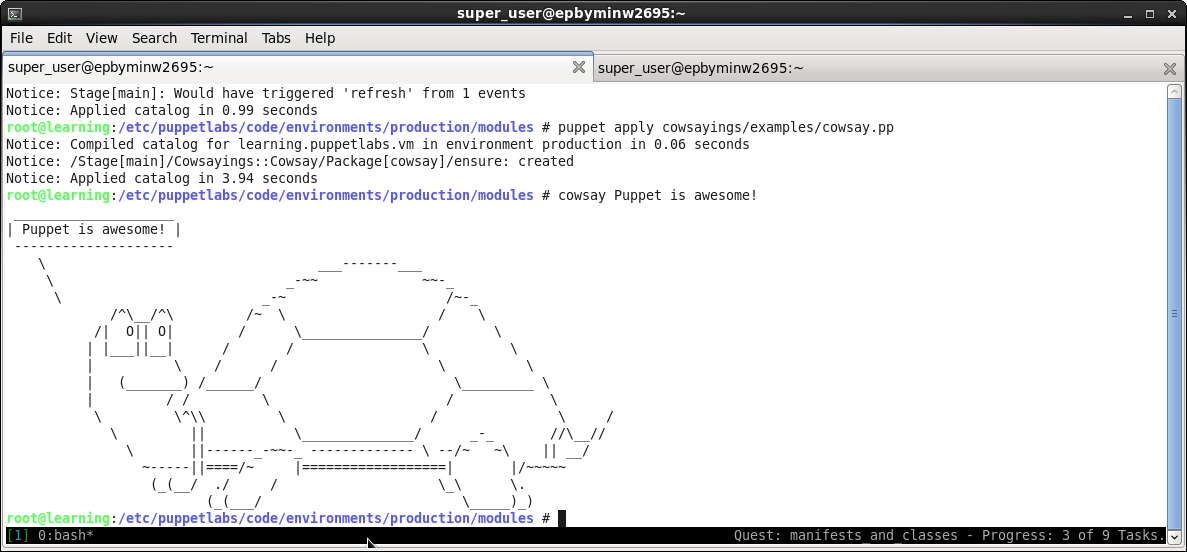 super_user@epbyminw2695:~
File Edit View Search Terminal Tabs Help
super_user@epbyminw2695:~ super_user@epbyminw2695:~
Notice: Stage[main]: Would have triggered 'refresh' from 1 events
Notice: Applied catalog in 0.99 seconds
root@learning:/etc/puppetlabs/code/environments/production/modules # puppet apply cowsayings/examples/cowsay.pp
Notice: Compiled catalog for learning.puppetlabs.vm in environment production in 0.06 seconds
Notice: /Stage[main]/Cowsayings::Cowsay/Package[cowsay]/ensure: created
Notice: Applied catalog in 3.94 seconds
root@learning:/etc/puppetlabs/code/environments/production/modules # cowsay Puppet is awesome!
| Puppet is awesome! |
root@learning:/etc/puppetlabs/code/environments/production/modules #
[1] 0:bash* Quest: manifests_and_classes - Progress: 3 of 9 Tasks.